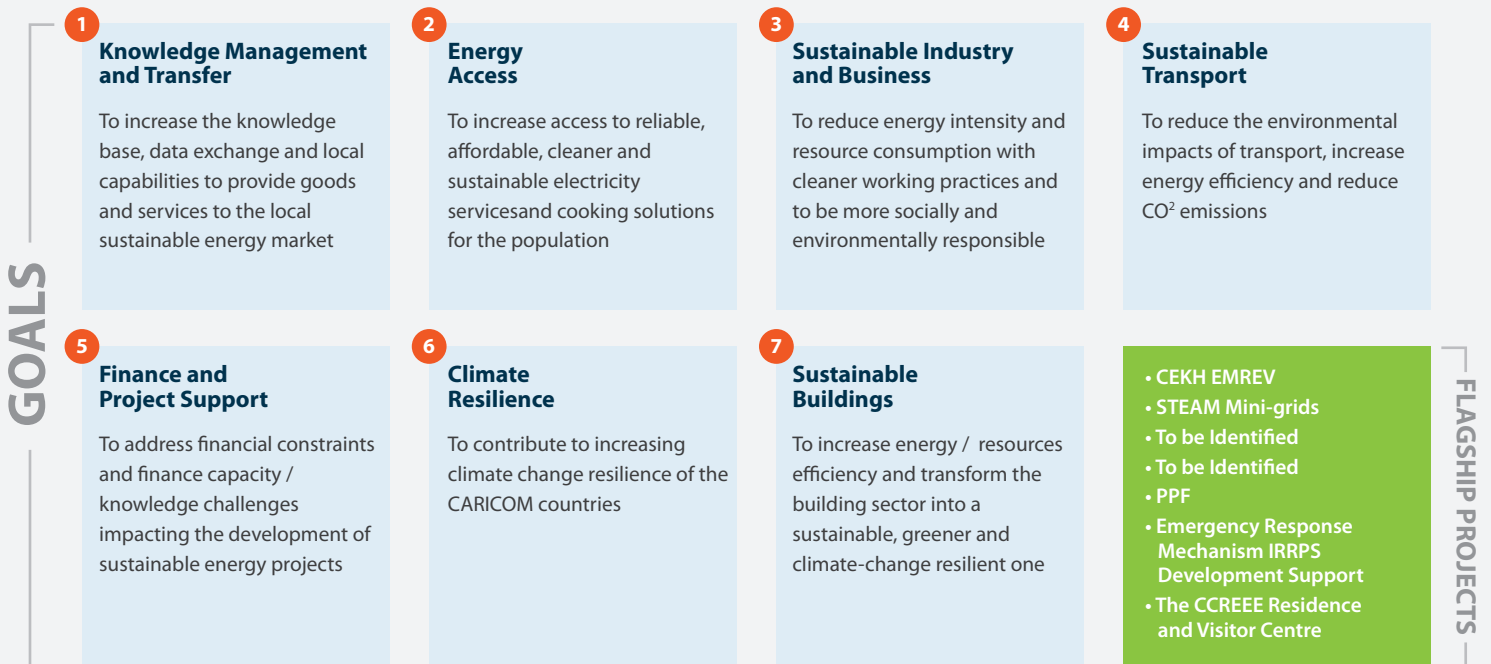 GOALS
1
Knowledge Management
and Transfer
To increase the knowledge
base, data exchange and local
capabilities to provide goods
and services to the local
sustainable energy market
2
Energy
Access
To increase access to reliable,
affordable, cleaner and
sustainable electricity
servicesand cooking solutions
for the population
3
Sustainable Industry
and Business
To reduce energy intensity and
resource consumption with
cleaner working practices and
to be more socially and
environmentally responsible
4
Sustainable
Transport
To reduce the environmental
impacts of transport, increase
energy efficiency and reduce
CO² emissions
5
Finance and
Project Support
To address financial constraints
and finance capacity /
knowledge challenges
impacting the development of
sustainable energy projects
6
Climate
Resilience
To contribute to increasing
climate change resilience of the
CARICOM countries
7
Sustainable
Buildings
To increase energy / resources
efficiency and transform the
building sector into a
sustainable, greener and
climate-change resilient one
• CEKH EMREV
• STEAM Mini-grids
• To be Identified
• To be Identified
• PPF
• Emergency Response
Mechanism IRRPS
Development Support
• The CCREEE Residence
and Visitor Centre
FLAGSHIP PROJECTS